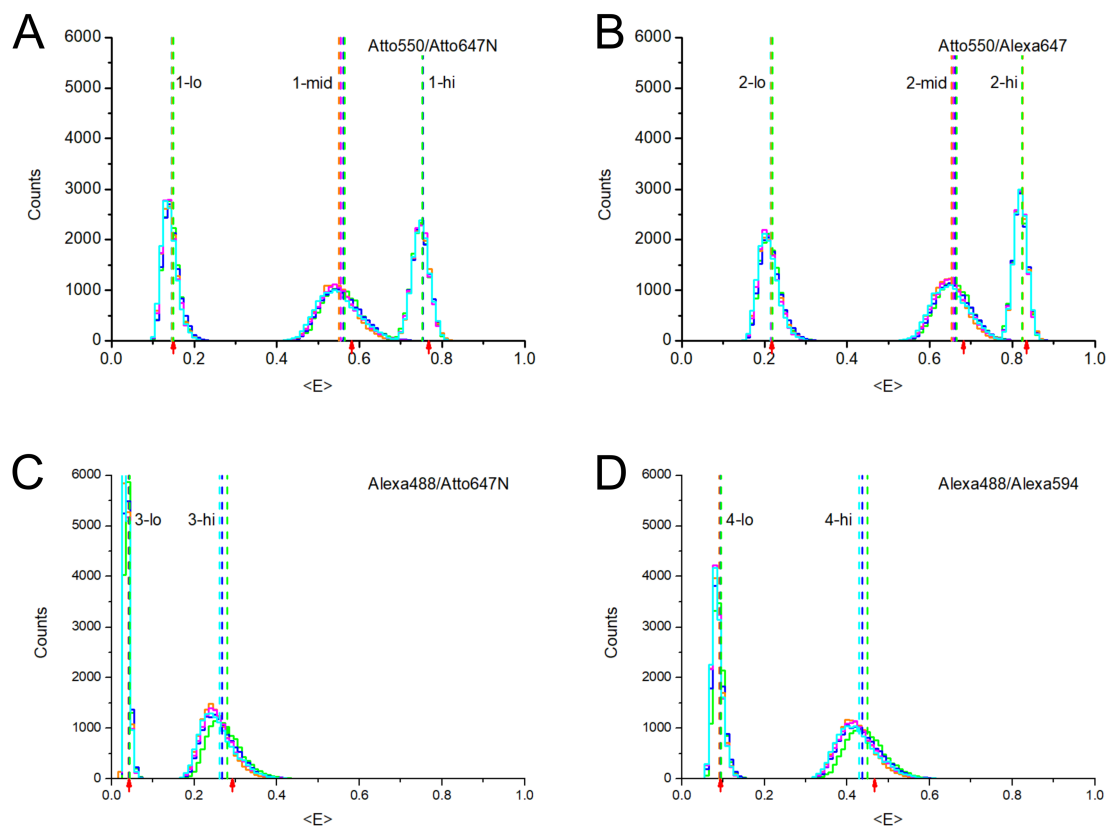 A
Atto550/Atto647N
1-lo
1-mid
1-hi
6000
5000
4000
3000
2000
1000
0
Counts
0.0 0.2 0.4 0.6 0.8 1.0
<E>
B
Atto550/Alexa647
2-lo
2-mid
2-hi
6000
5000
4000
3000
2000
1000
0
Counts
0.0 0.2 0.4 0.6 0.8 1.0
<E>
C
Alexa488/Atto647N
3-lo
3-hi
6000
5000
4000
3000
2000
1000
0
Counts
0.0 0.2 0.4 0.6 0.8 1.0
<E>
D
Alexa488/Alexa594
4-lo
4-hi
6000
5000
4000
3000
2000
1000
0
Counts
0.0 0.2 0.4 0.6 0.8 1.0
<E>